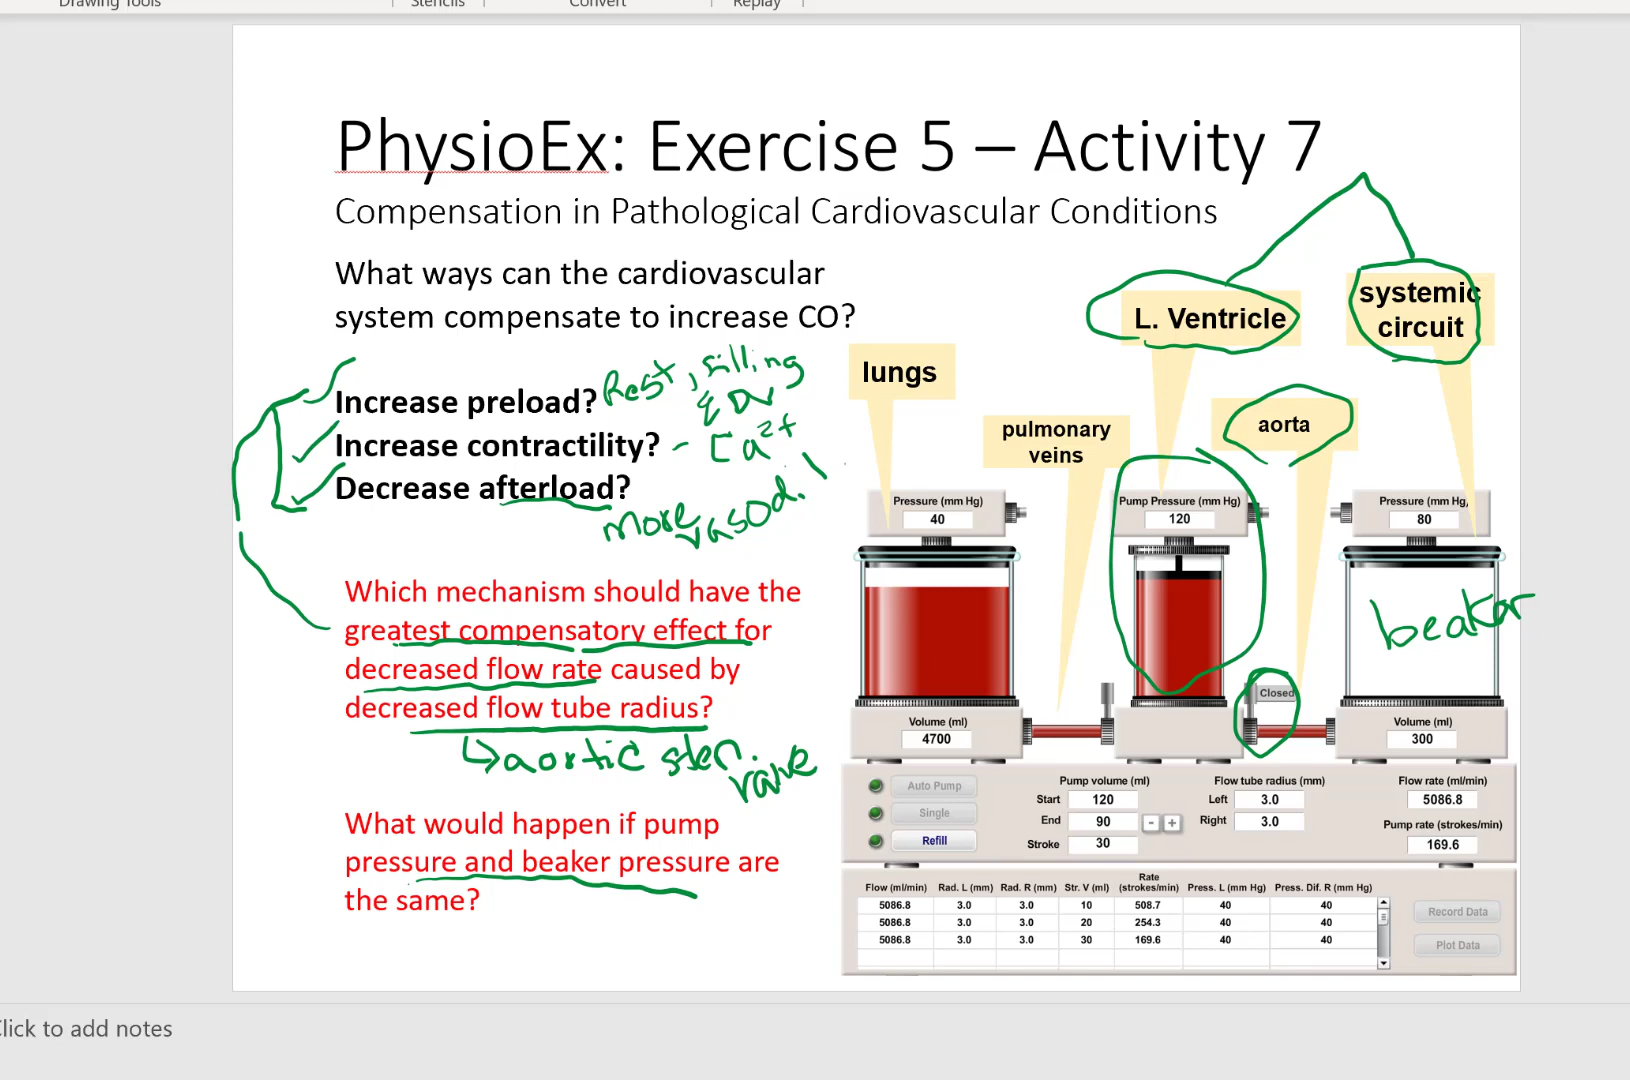 Drawing Tools Stencils Convert Replay
PhysioEx: Exercise 5 – Activity 7
Compensation in Pathological Cardiovascular Conditions
What ways can the cardiovascular
system compensate to increase CO?
Increase preload? Rest, filling
EDV
Increase contractility? - [Ca2+
Decrease afterload?
more vasod.
Which mechanism should have the
greatest compensatory effect for
decreased flow rate caused by
decreased flow tube radius?
aortic sten.
valve
What would happen if pump
pressure and beaker pressure are
the same?
lungs
pulmonary
veins
L. Ventricle
aorta
systemic
circuit
Pressure (mm Hg)
40
Pump Pressure (mm Hg)
120
Pressure (mm Hg)
80
beaker
Closed
Volume (ml)
4700
Volume (ml)
300
Auto Pump
Single
Refill
Pump volume (ml)
Start 120
End 90 - +
Stroke 30
Flow tube radius (mm)
Left 3.0
Right 3.0
Flow rate (ml/min)
5086.8
Pump rate (strokes/min)
169.6
Flow (ml/min) Rad. L (mm) Rad. R (mm) Str. V (ml) Rate (strokes/min) Press. L (mm Hg) Press. Dif. R (mm Hg)
5086.8 3.0 3.0 10 508.7 40 40
5086.8 3.0 3.0 20 254.3 40 40
5086.8 3.0 3.0 30 169.6 40 40
Record Data
Plot Data
Click to add notes